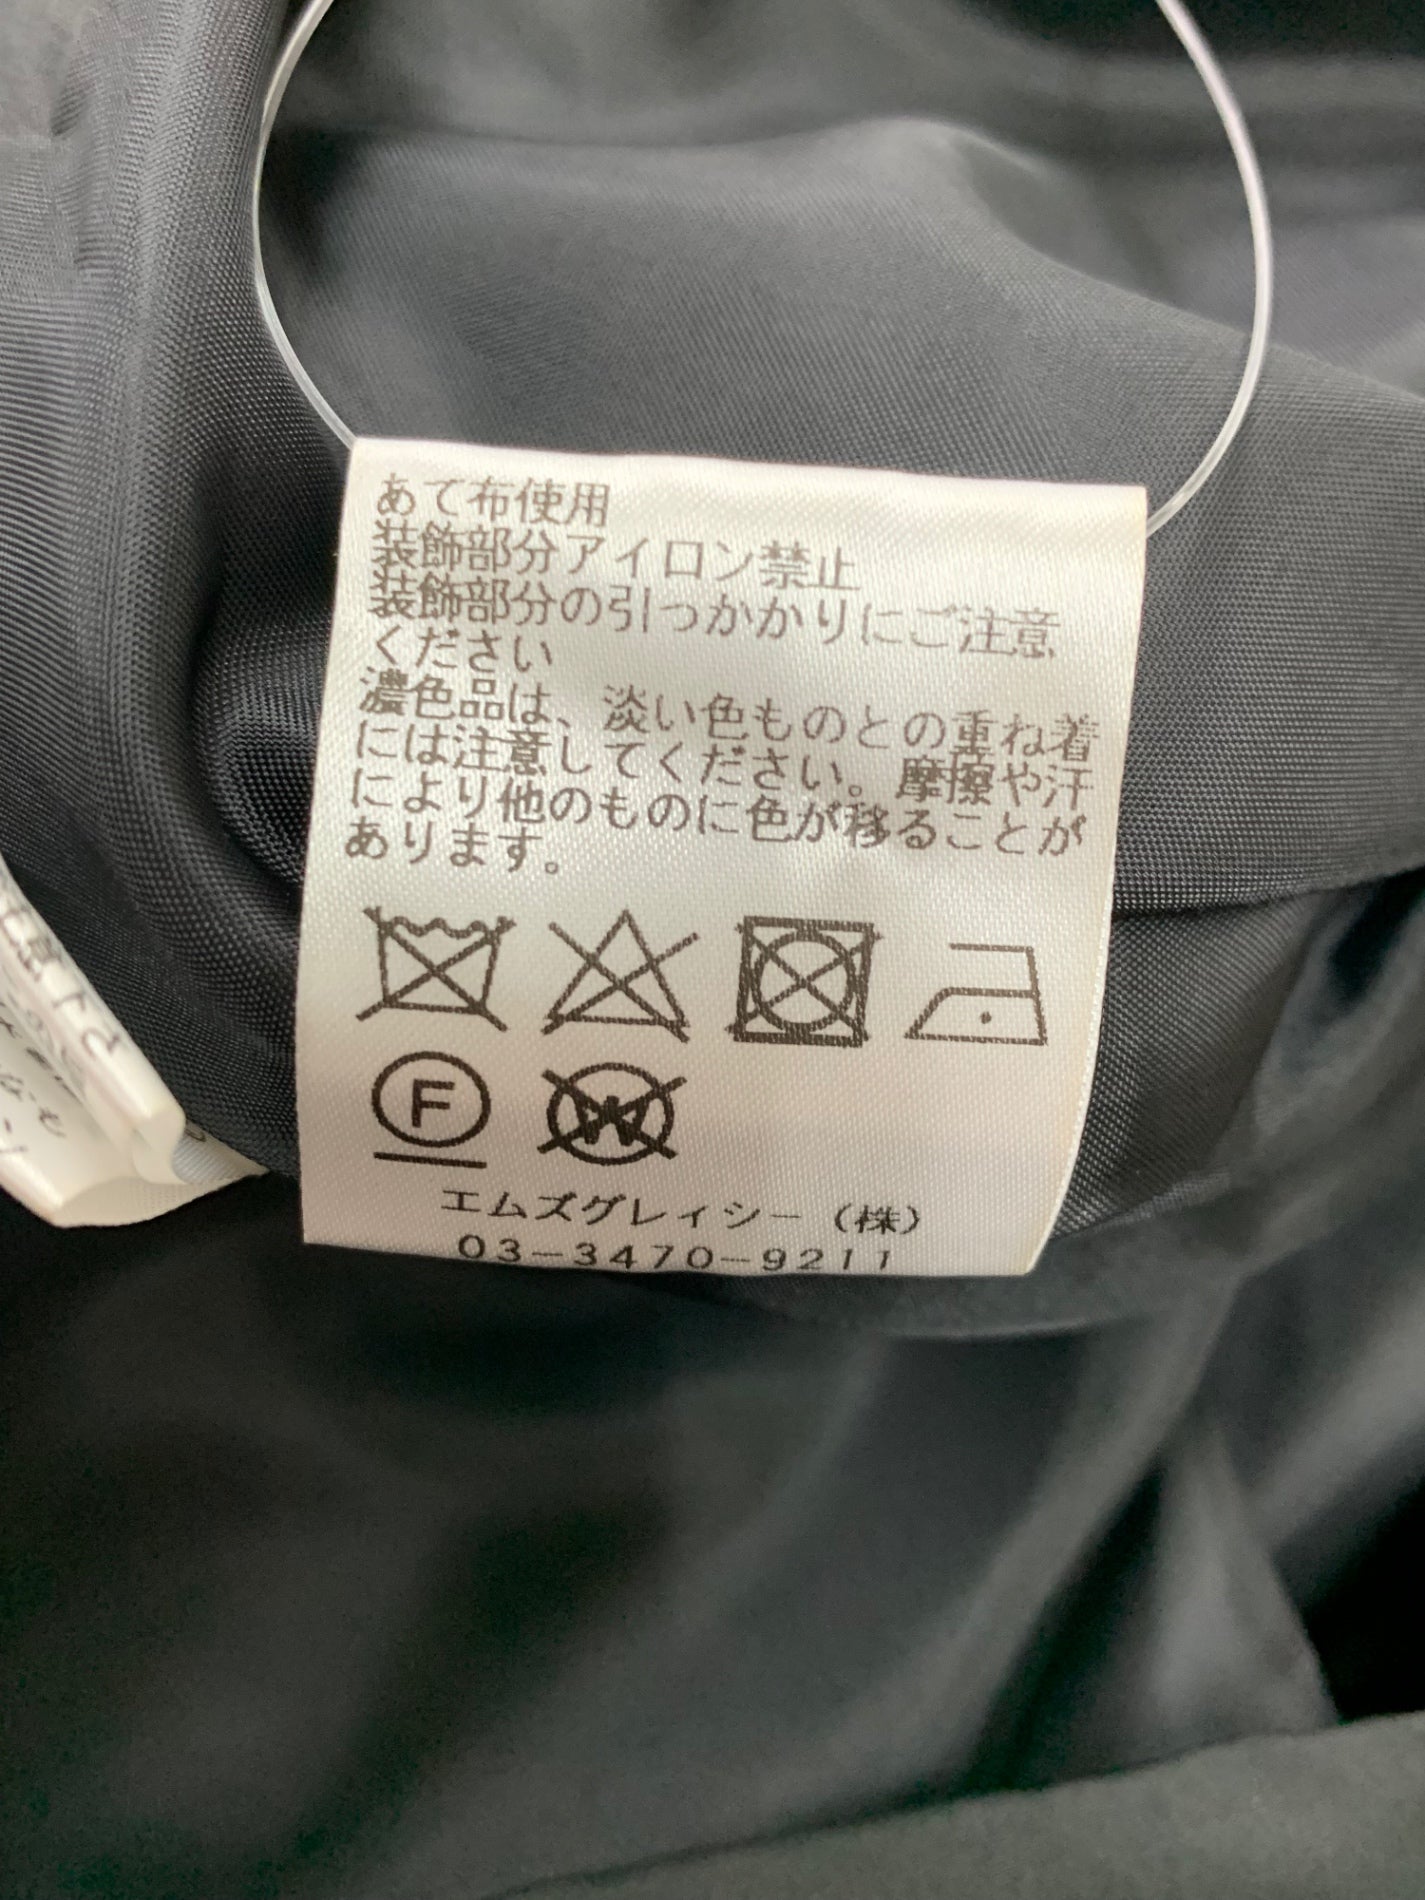 あて布使用
装飾部分アイロン禁止
装飾部分の引っかかりにご注意
ください
濃色品は、淡い色ものとの重ね着
には注意してください。摩擦や汗
により他のものに色が移ることが
あります。
F
W
エムズグレィシー（株）
03-3470-9211